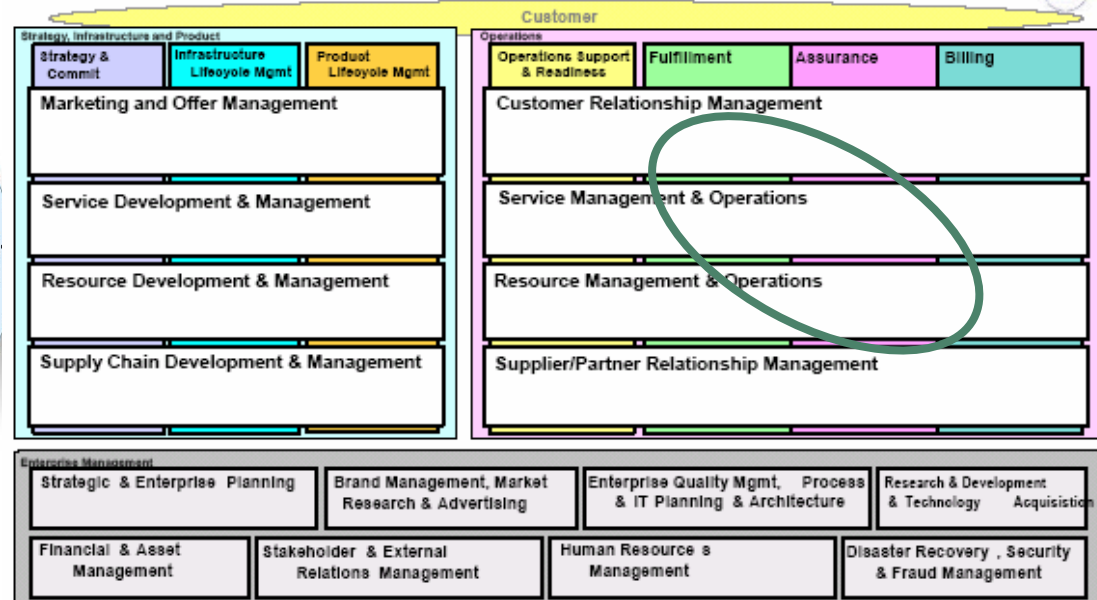 Customer
Strategy, Infrastructure and Product
Strategy &
Commit
Infrastructure
Lifecycle Mgmt
Product
Lifecycle Mgmt
Marketing and Offer Management
Service Development & Management
Resource Development & Management
Supply Chain Development & Management
Operations
Operations Support
& Readiness
Fulfillment
Assurance
Billing
Customer Relationship Management
Service Management & Operations
Resource Management & Operations
Supplier/Partner Relationship Management
Enterprise Management
Strategic & Enterprise Planning
Brand Management, Market
Research & Advertising
Enterprise Quality Mgmt, Process
& IT Planning & Architecture
Research & Development
& Technology Acquisistion
Financial & Asset
Management
Stakeholder & External
Relations Management
Human Resource s
Management
Disaster Recovery , Security
& Fraud Management